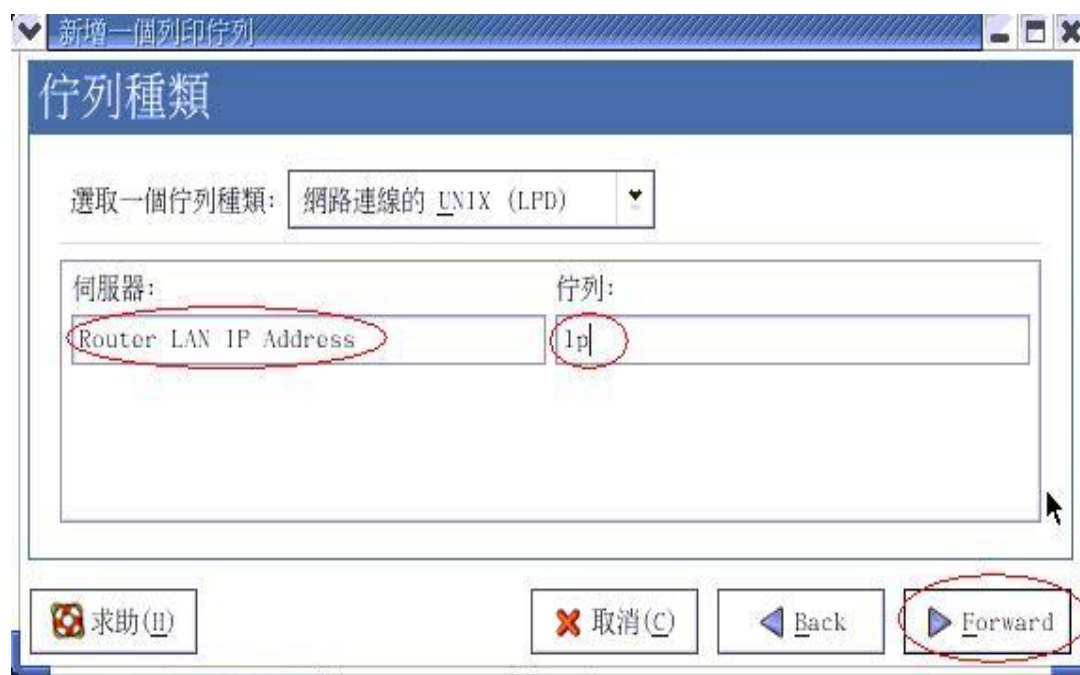 新增一個列印佇列
佇列種類
選取一個佇列種類: 網路連線的 UNIX (LPD)
伺服器: 佇列:
Router LAN IP Address lp
求助(H) 取消(C) Back Forward